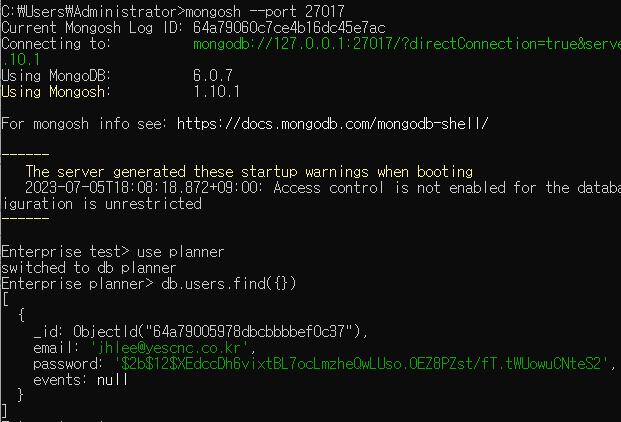 C:₩Users₩Administrator>mongosh --port 27017
Current Mongosh Log ID: 64a79060c7ce4b16dc45e7ac
Connecting to: mongodb://127.0.0.1:27017/?directConnection=true&serve
.10.1
Using MongoDB: 6.0.7
Using Mongosh: 1.10.1
For mongosh info see: https://docs.mongodb.com/mongodb-shell/
------
The server generated these startup warnings when booting
2023-07-05T18:08:18.872+09:00: Access control is not enabled for the databa
iguration is unrestricted
------
Enterprise test> use planner
switched to db planner
Enterprise planner> db.users.find({})
[
{
_id: ObjectId("64a79005978dbcbbbbef0c37"),
email: 'jhlee@yescnc.co.kr',
password: '$2b$12$XEdccDh6vixtBL7ocLmzheQwLUso.OEZ8PZst/fT.tWUowuCNteS2',
events: null
}
]